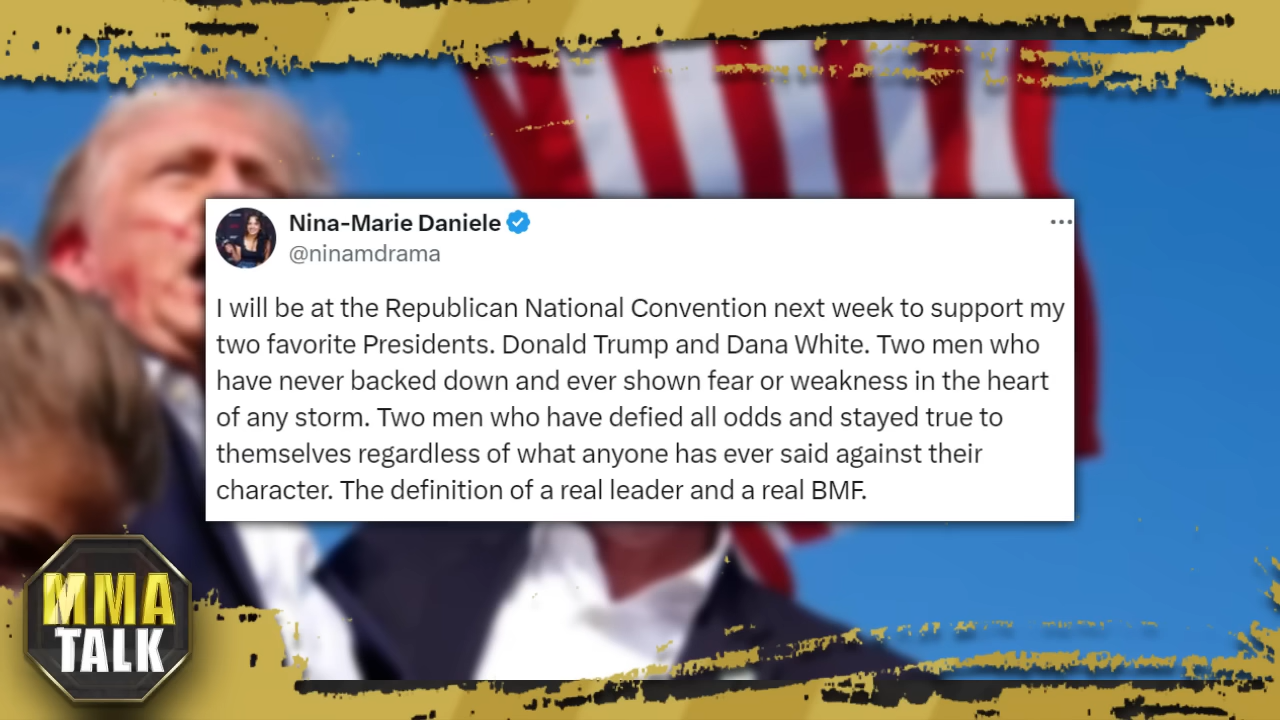 Nina-Marie Daniele
@ninamdrama
I will be at the Republican National Convention next week to support my
two favorite Presidents. Donald Trump and Dana White. Two men who
have never backed down and ever shown fear or weakness in the heart
of any storm. Two men who have defied all odds and stayed true to
themselves regardless of what anyone has ever said against their
character. The definition of a real leader and a real BMF.
MMA
TALK